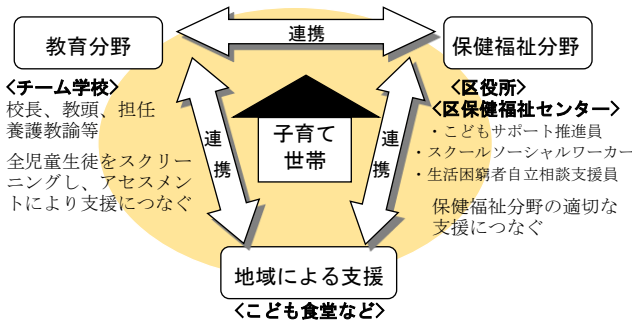 教育分野
連携
保健福祉分野
<チーム学校>
校長、教頭、担任
養護教諭等
全児童生徒をスクリー
ニングし、アセスメント
により支援につなぐ
連携
子育て
世帯
連携
<区役所>
<区保健福祉センター>
・こどもサポート推進員
・スクールソーシャルワーカー
・生活困窮者自立相談支援員
保健福祉分野の適切な
支援につなぐ
地域による支援
<こども食堂など>